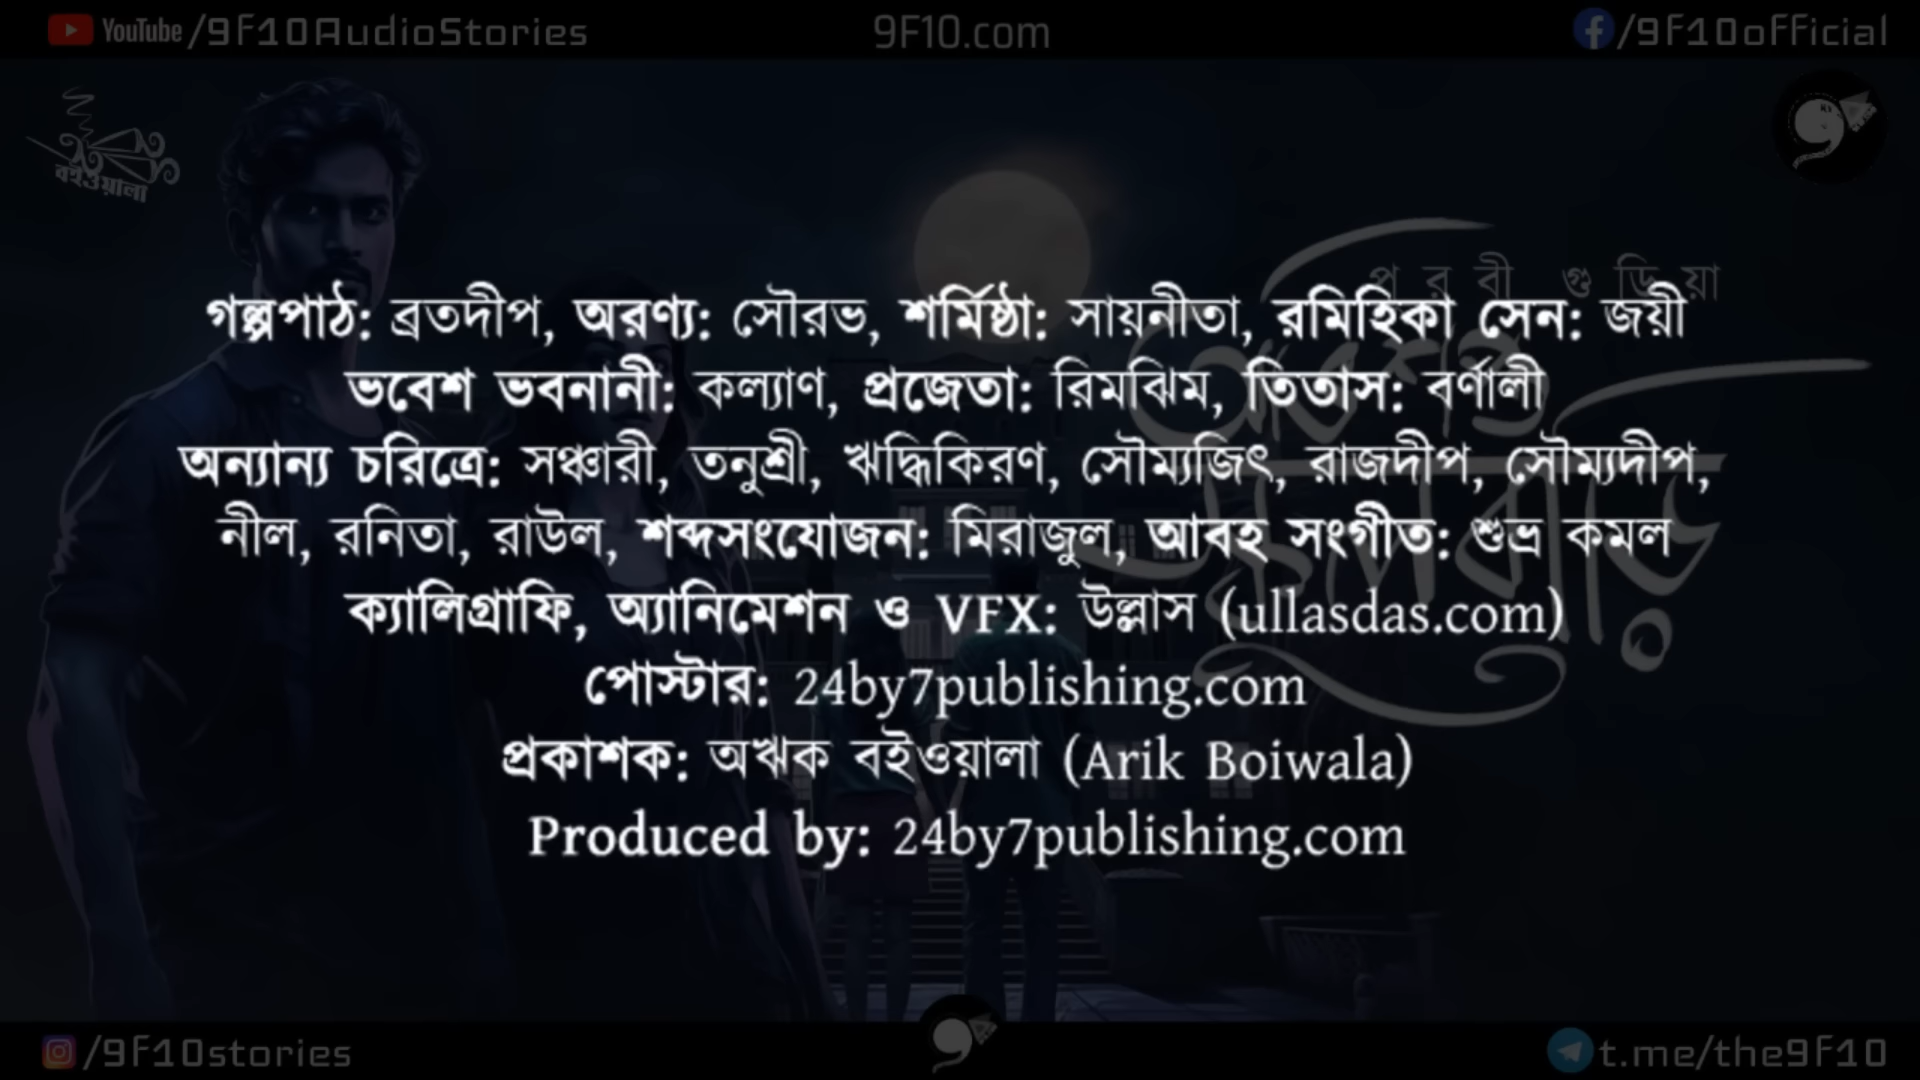 YouTube /9F10AudioStories
9F10.com
/9F10official
বইওয়ালা
পরবী গুড়িয়া
গল্পপাঠ: ব্রতদীপ, অরণ্য: সৌরভ, শর্মিষ্ঠা: সায়নীতা, রমিহিকা সেন: জয়ী
ভবেশ ভবনানী: কল্যাণ, প্রজেতা: রিমঝিম, তিতাস: বর্ণালী
অন্যান্য চরিত্রে: সঞ্চারী, তনুশ্রী, ঋদ্ধিকিরণ, সৌম্যজিৎ, রাজদীপ, সৌম্যদীপ,
নীল, রনিতা, রাউল, শব্দসংযোজন: মিরাজুল, আবহ সংগীত: শুভ্র কমল
ক্যালিগ্রাফি, অ্যানিমেশন ও VFX: উল্লাস (ullasdas.com)
পোস্টার: 24by7publishing.com
প্রকাশক: অঋক বইওয়ালা (Arik Boiwala)
Produced by: 24by7publishing.com
/9F10stories
t.me/the9F10